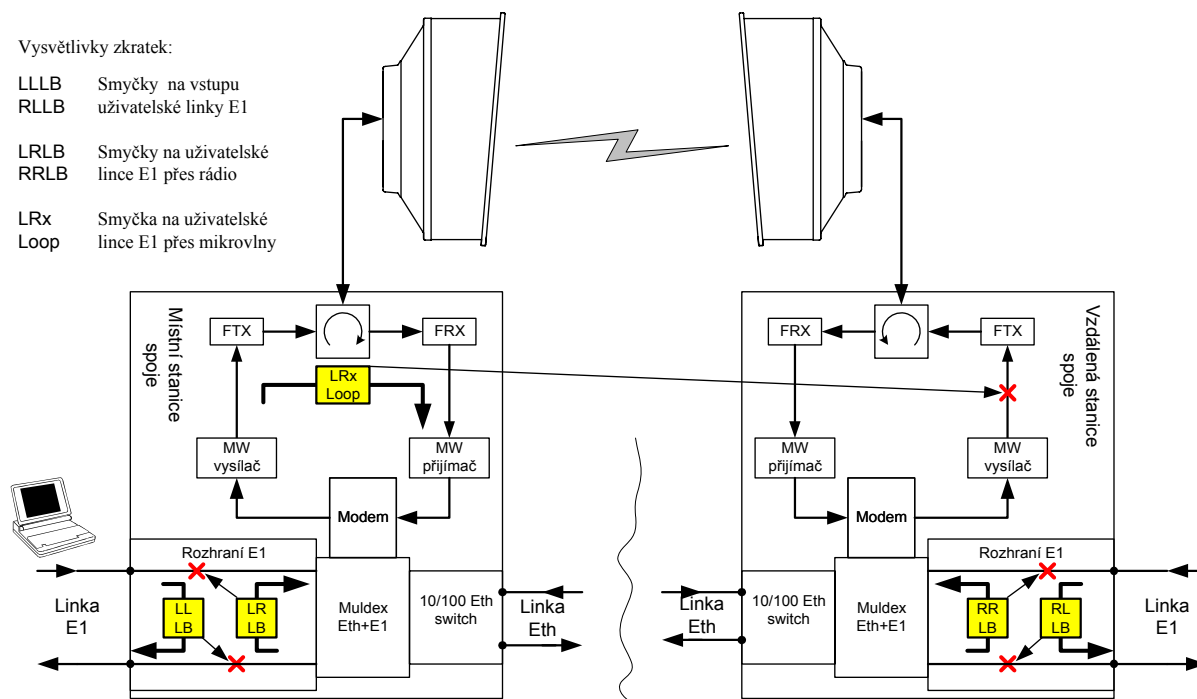 Vysvětlivky zkratek:
LLLB Smyčky na vstupu
RLLB uživatelské linky E1
LRLB Smyčky na uživatelské
RRLB lince E1 přes rádio
LRx Smyčka na uživatelské
Loop lince E1 přes mikrovlny
Místní stanice
spoje
FTX
FRX
LRx
Loop
MW
vysílač
MW
přijímač
Modem
Rozhraní E1
Linka
E1
LL
LB
LR
LB
Muldex
Eth+E1
10/100 Eth
switch
Linka
Eth
Vzdálená stanice
spoje
FRX
FTX
MW
přijímač
MW
vysílač
Modem
Rozhraní E1
Linka
Eth
10/100 Eth
switch
Muldex
Eth+E1
RR
LB
RL
LB
Linka
E1